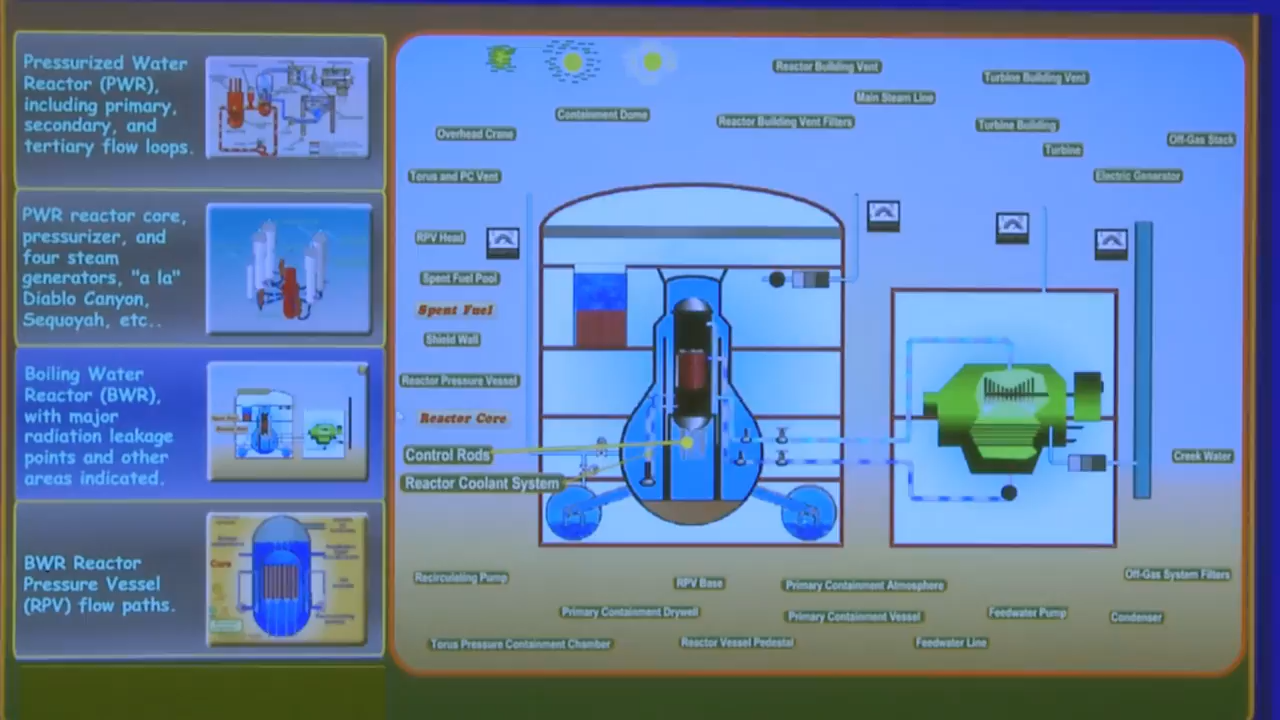 Pressurized Water
Reactor (PWR),
including primary,
secondary, and
tertiary flow loops.
PWR reactor core,
pressurizer, and
four steam
generators, "a la"
Diablo Canyon,
Sequoyah, etc..
Boiling Water
Reactor (BWR),
with major
radiation leakage
points and other
areas indicated.
BWR Reactor
Pressure Vessel
(RPV) flow paths.
Core
Reactor Building Vent
Turbine Building Vent
Main Steam Line
Containment Dome
Reactor Building Vent Filters
Turbine Building
Overhead Crane
Off-Gas Stack
Turbine
Torus and PC Vent
Electric Generator
RPV Head
Spent Fuel Pool
Spent Fuel
Shield Wall
Reactor Pressure Vessel
Reactor Core
Control Rods
Creek Water
Reactor Coolant System
Recirculating Pump
RPV Base
Primary Containment Atmosphere
Off-Gas System Filters
Primary Containment Drywell
Primary Containment Vessel
Feedwater Pump
Condenser
Torus Pressure Containment Chamber
Reactor Vessel Pedestal
Feedwater Line